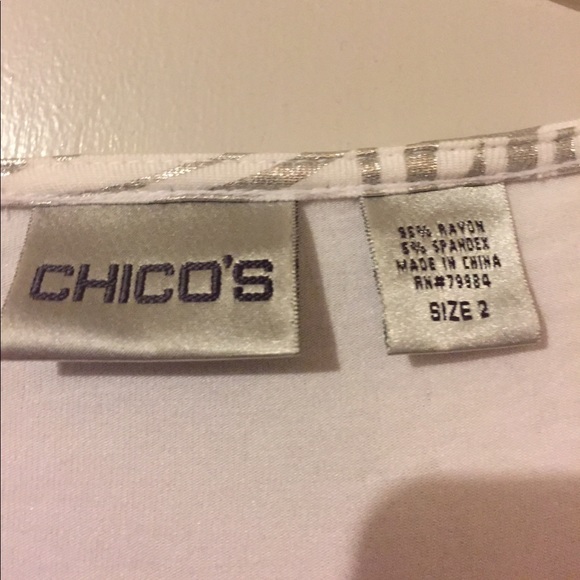 CHICO'S
95% RAYON
5% SPANDEX
MADE IN CHINA
RN#79984
SIZE 2